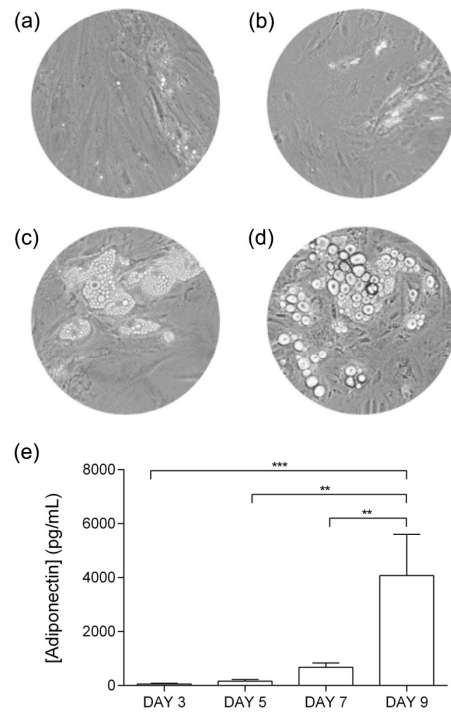 (a)
(b)
(c)
(d)
(e)
8000
***
**
6000
**
[Adiponectin] (pg/mL)
4000
2000
0
DAY 3 DAY 5 DAY 7 DAY 9